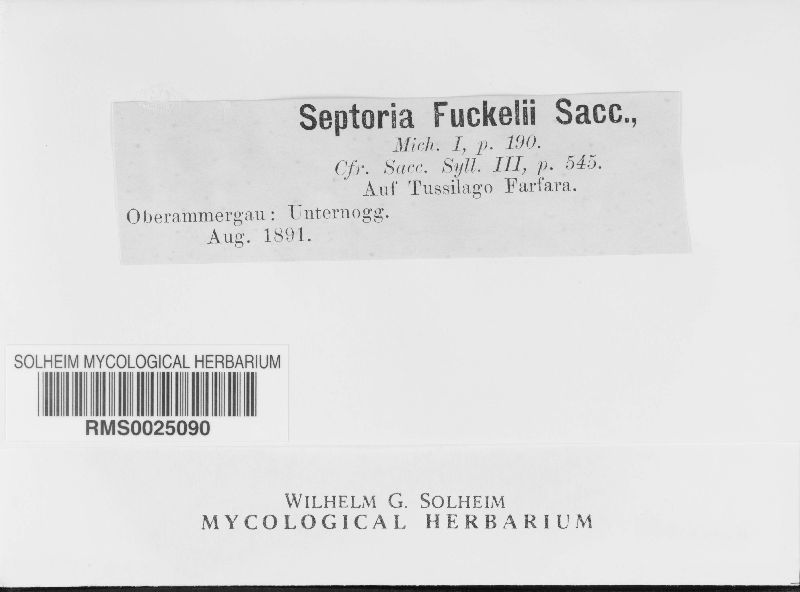 Septoria Fuckelii Sacc.,
Mich. I, p. 190.
Cfr. Sacc. Syll. III, p. 545.
Auf Tussilago Farfara.
Oberammergau: Unternogg.
Aug. 1891.
SOLHEIM MYCOLOGICAL HERBARIUM
RMS0025090
WILHELM G. SOLHEIM
MYCOLOGICAL HERBARIUM